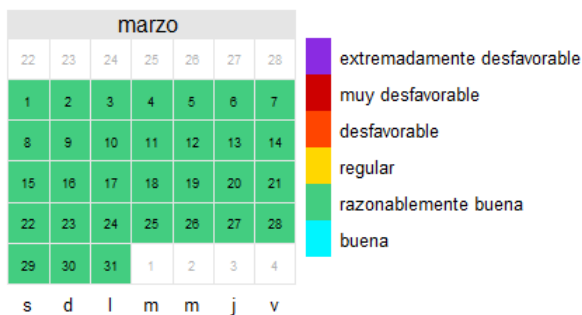 marzo
22 23 24 25 26 27 28
1 2 3 4 5 6 7
8 9 10 11 12 13 14
15 16 17 18 19 20 21
22 23 24 25 26 27 28
29 30 31 1 2 3 4
s d l m m j v
extremadamente desfavorable
muy desfavorable
desfavorable
regular
razonablemente buena
buena